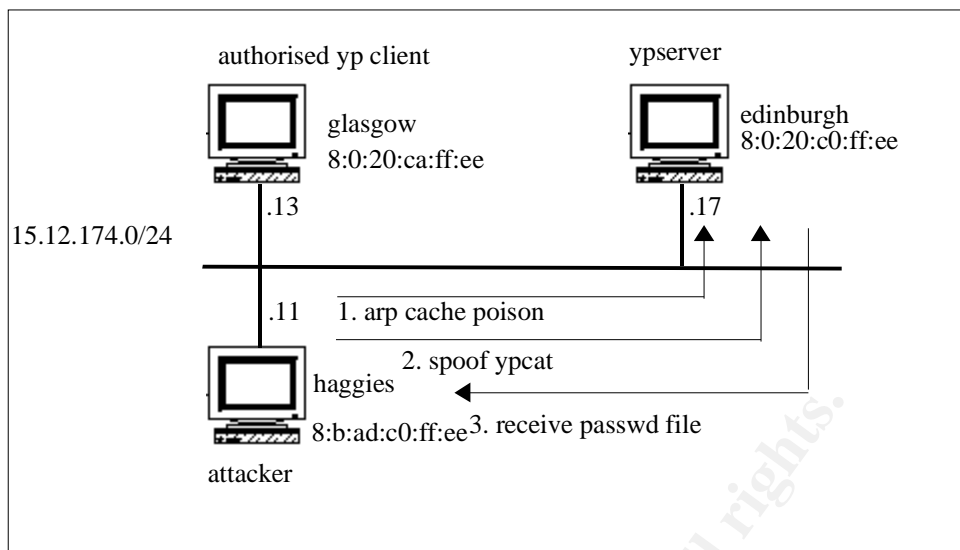 authorised yp client
ypserver
glasgow
8:0:20:ca:ff:ee
edinburgh
8:0:20:c0:ff:ee
.13
.17
15.12.174.0/24
.11
1. arp cache poison
2. spoof ypcat
haggies
3. receive passwd file
8:b:ad:c0:ff:ee
attacker
rights.